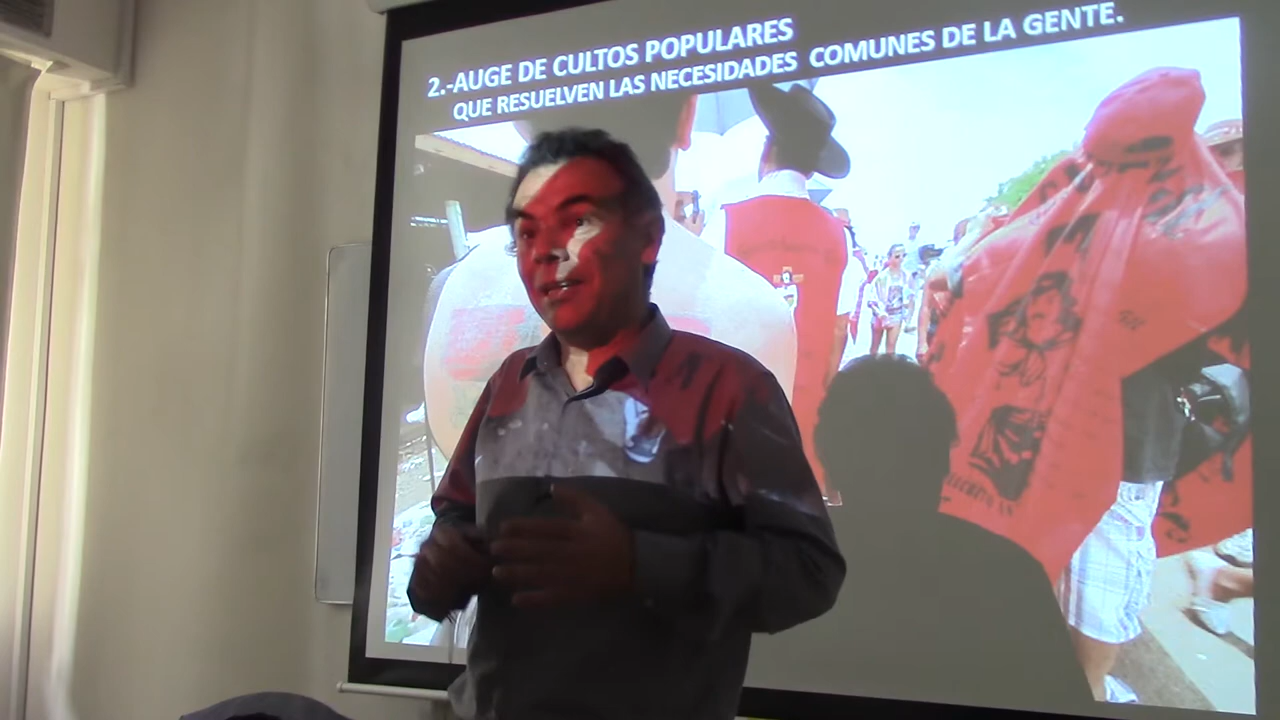 2.-AUGE DE CULTOS POPULARES
QUE RESUELVEN LAS NECESIDADES COMUNES DE LA GENTE.